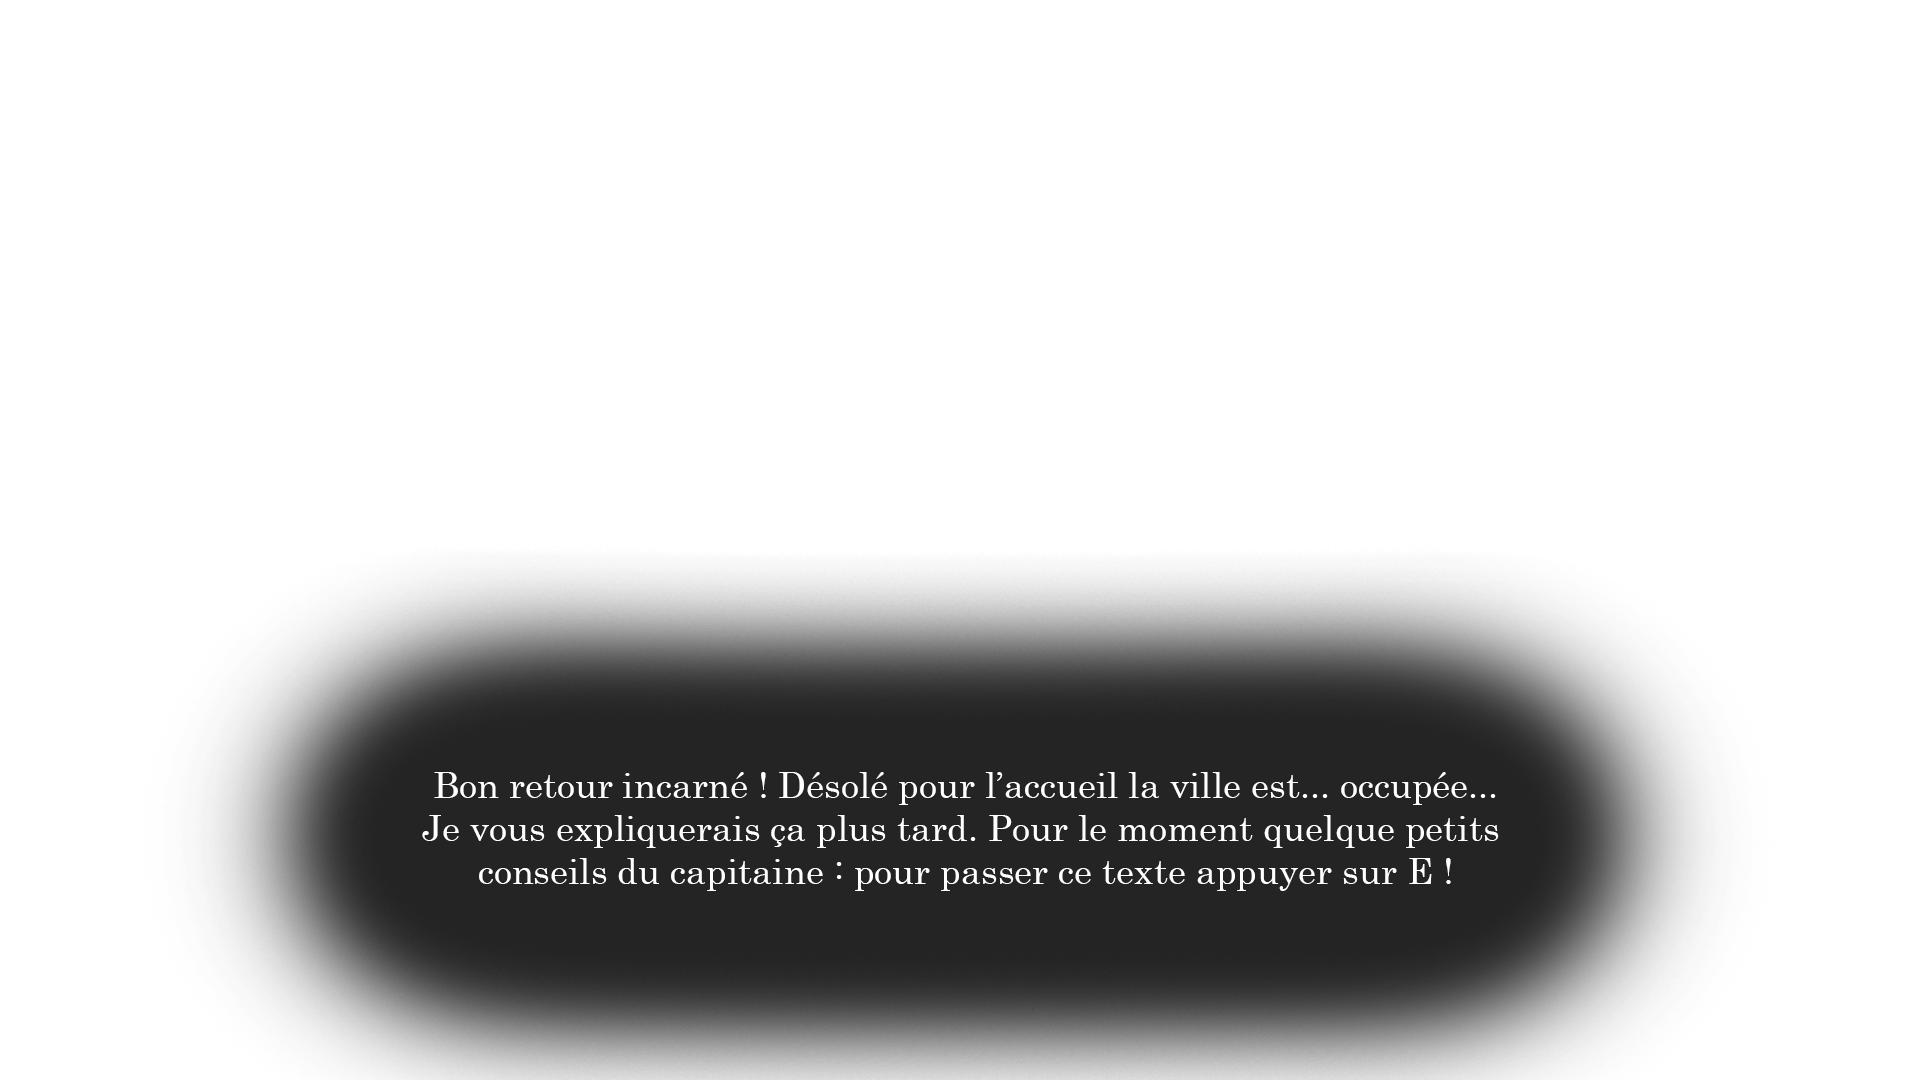 Bon retour incarné ! Désolé pour l’accueil la ville est... occupée...
Je vous expliquerais ça plus tard. Pour le moment quelque petits
conseils du capitaine : pour passer ce texte appuyer sur E !